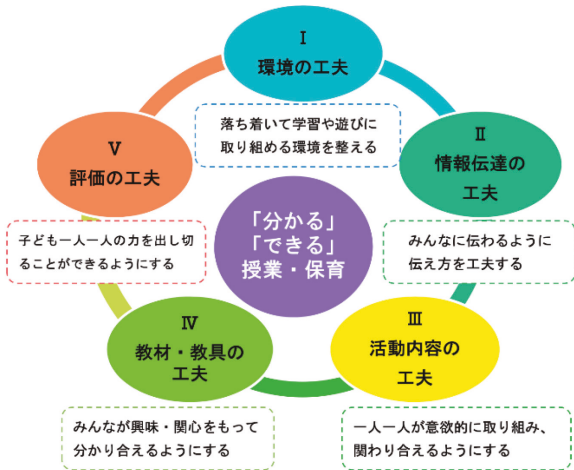 Ⅰ
環境の工夫
落ち着いて学習や遊びに
取り組める環境を整える
Ⅱ
情報伝達の
工夫
みんなに伝わるように
伝え方を工夫する
Ⅲ
活動内容の
工夫
一人一人が意欲的に取り組み、
関わり合えるようにする
Ⅳ
教材・教具の
工夫
みんなが興味・関心をもって
分かり合えるようにする
Ⅴ
評価の工夫
子ども一人一人の力を出し切
ることができるようにする
「分かる」
「できる」
授業・保育